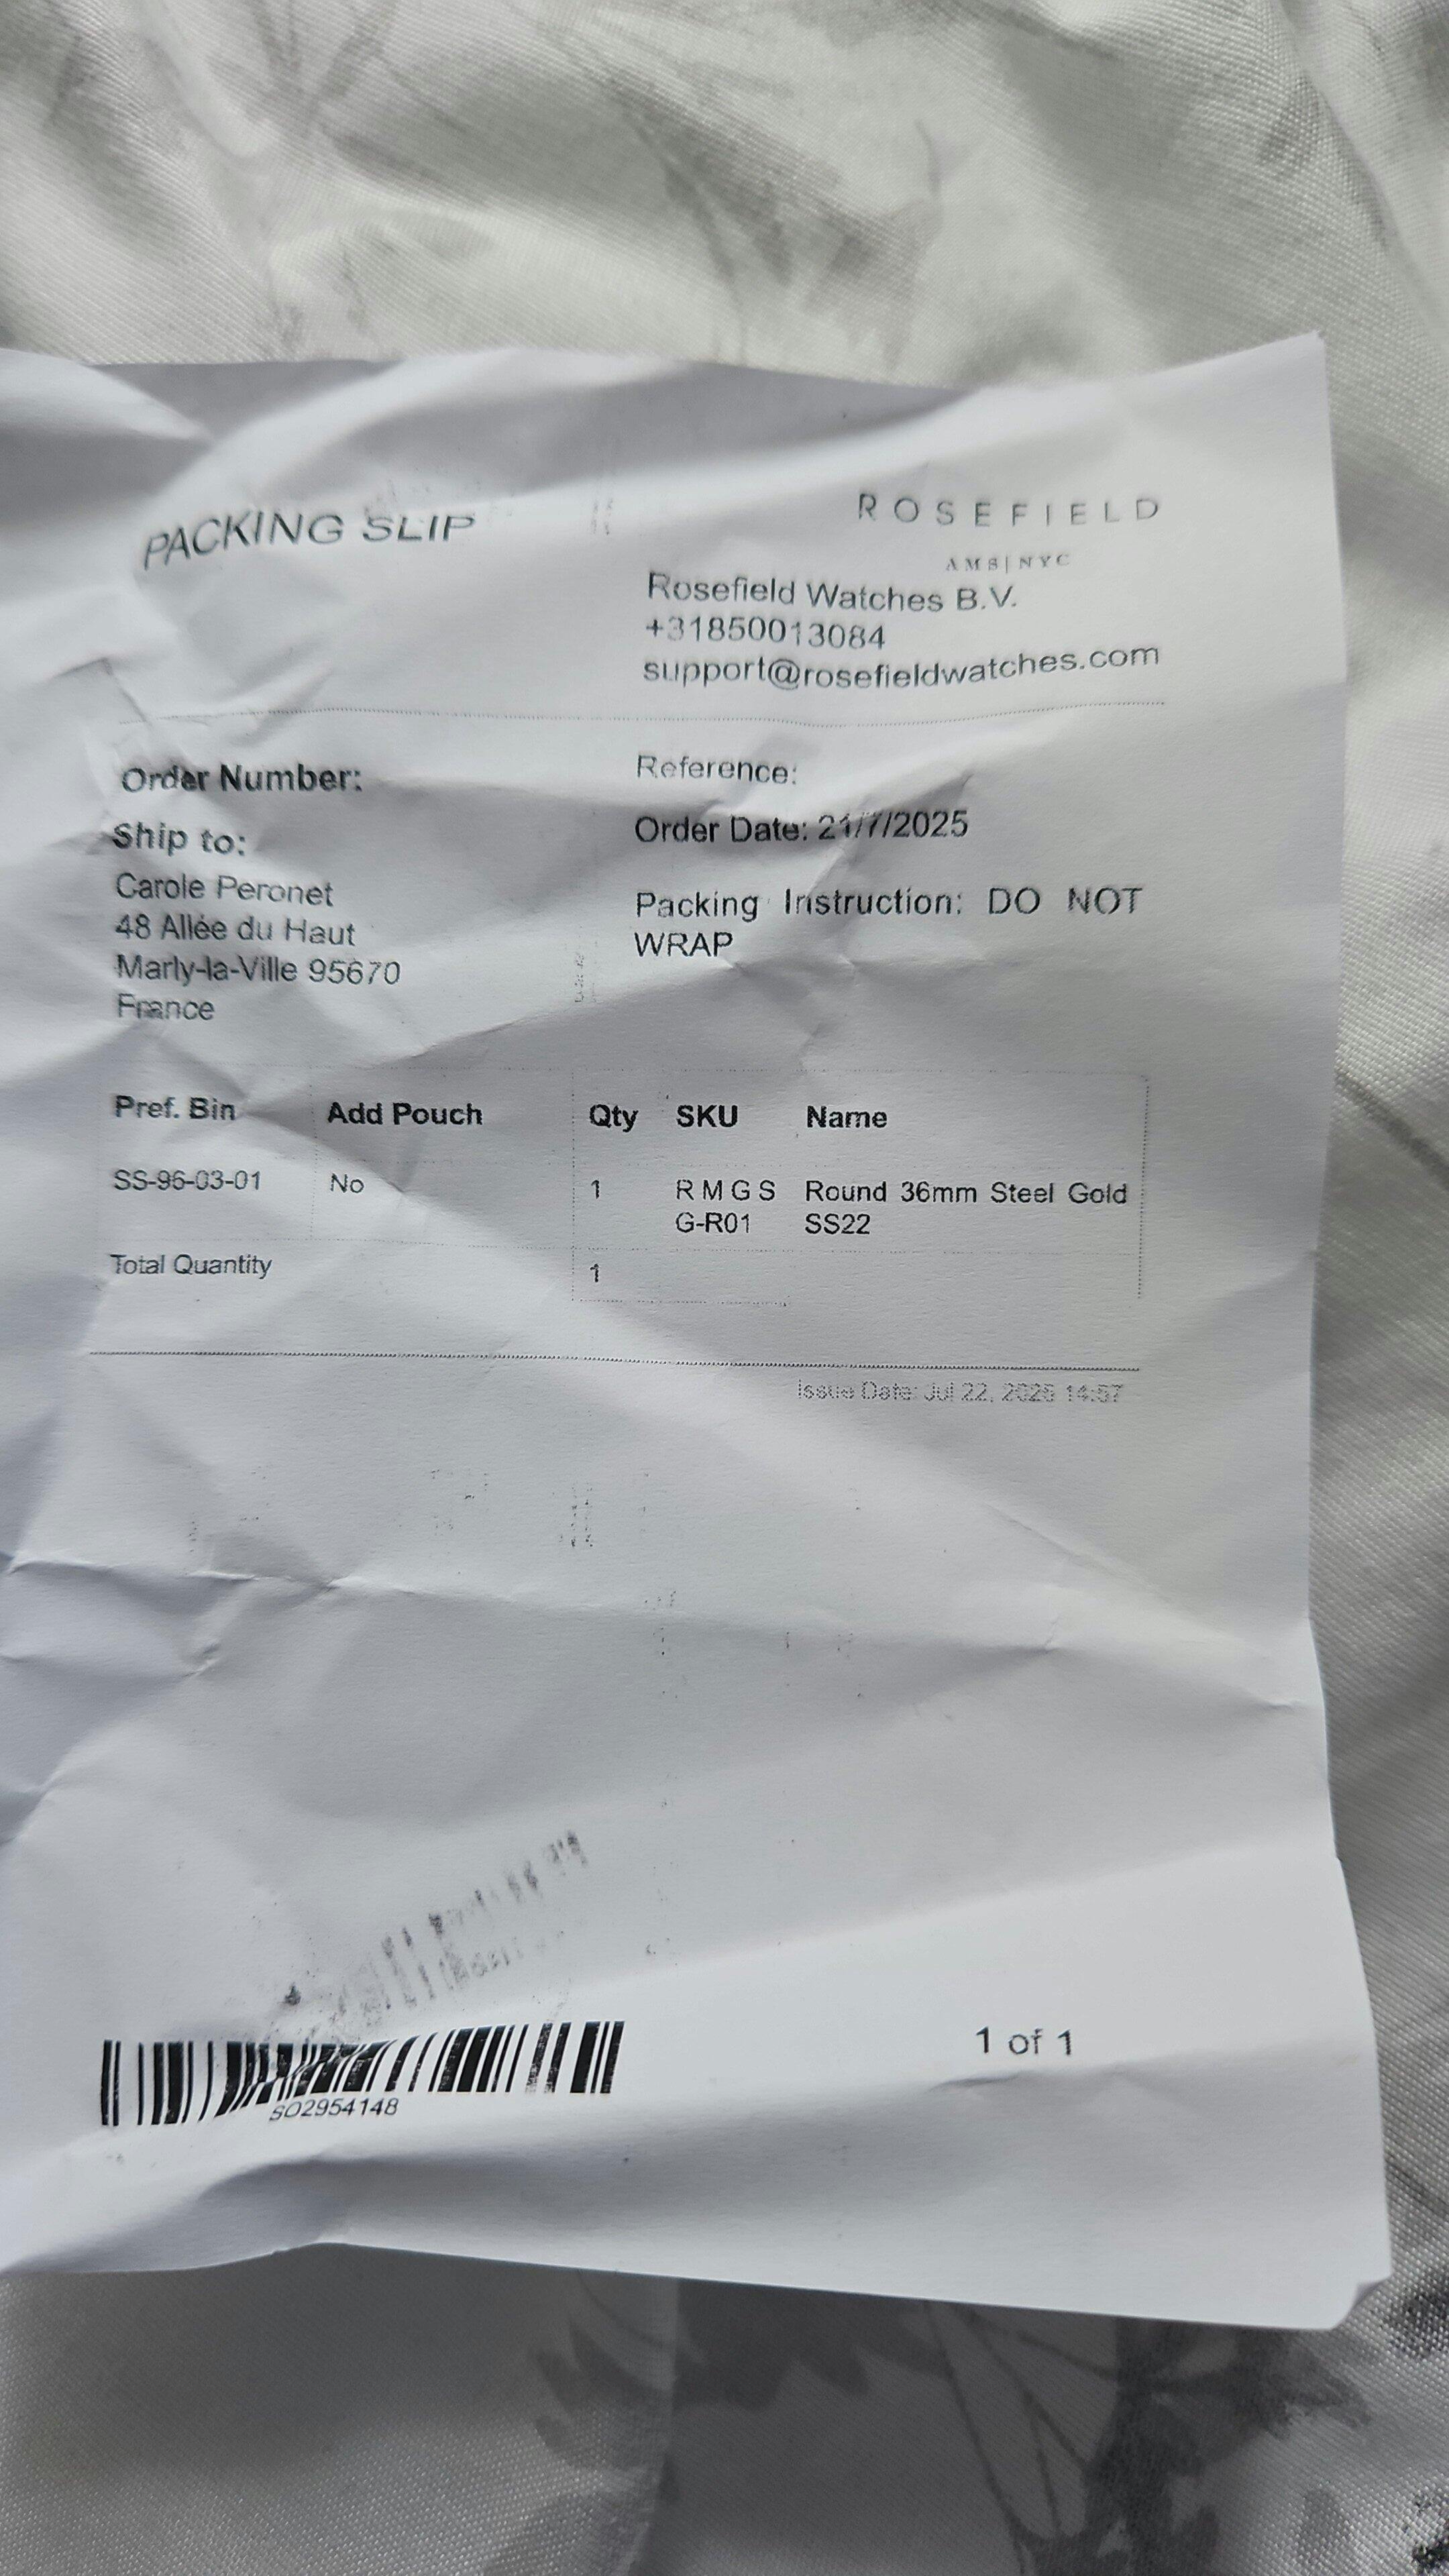 PACKING SLIP
ROSEFIELD
AMS|NYC
Rosefield Watches B.V.
+31850013084
support@rosefieldwatches.com
Order Number:
Reference:
Ship to:
Order Date: 21/7/2025
Carole Peronet
48 Allée du Haut
Marly-la-Ville 95670
France
Packing Instruction: DO NOT
WRAP
Pref. Bin Add Pouch Qty SKU Name
SS-96-03-01 No 1 RMGS Round 36mm Steel Gold
G-R01 SS22
Total Quantity 1
Issue Date: Jul 22, 2025 14:57
SO2954148
1 of 1